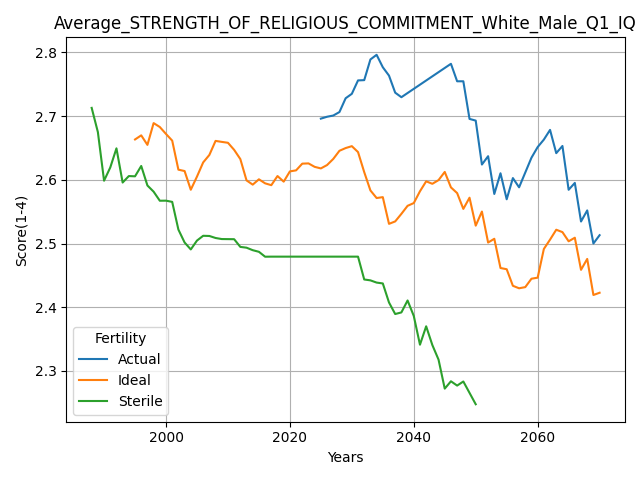 Average_STRENGTH_OF_RELIGIOUS_COMMITMENT_White_Male_Q1_IQ
Score(1-4)
2.8
2.7
2.6
2.5
2.4
2.3
Fertility
Actual
Ideal
Sterile
2000
2020
2040
2060
Years